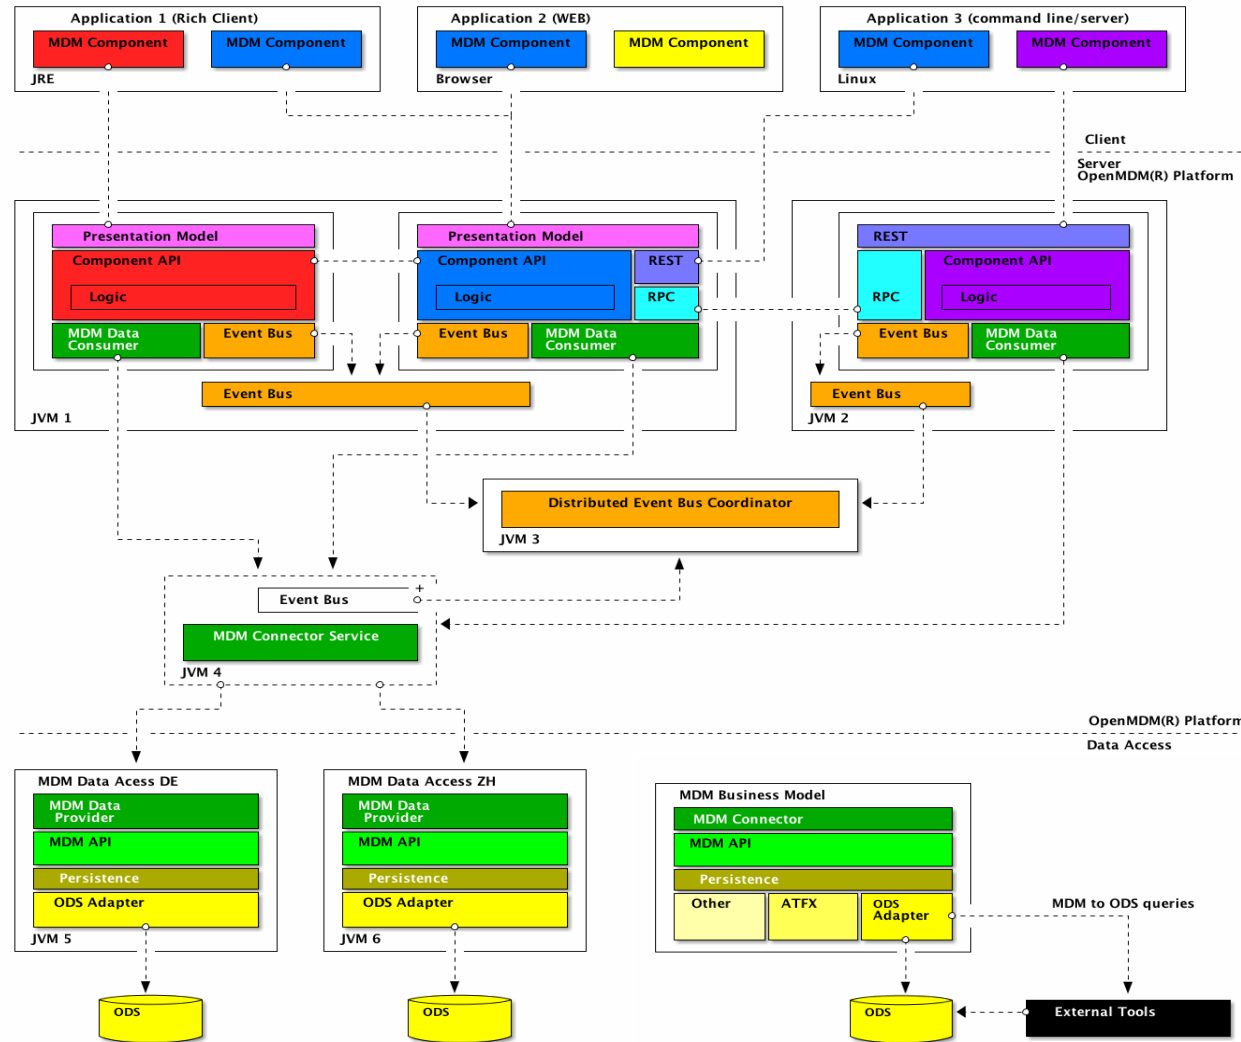 Application 1 (Rich Client)
MDM Component
MDM Component
JRE
Application 2 (WEB)
MDM Component
MDM Component
Browser
Application 3 (command line/server)
MDM Component
MDM Component
Linux
Client
Server
OpenMDM(R) Platform
Presentation Model
Component API
Logic
MDM Data
Consumer
Event Bus
Presentation Model
Component API
REST
Logic
RPC
Event Bus
MDM Data
Consumer
Event Bus
JVM 1
REST
Component API
RPC
Logic
Event Bus
MDM Data
Consumer
Event Bus
JVM 2
Distributed Event Bus Coordinator
JVM 3
+
Event Bus
MDM Connector Service
JVM 4
OpenMDM(R) Platform
Data Access
MDM Data Acess DE
MDM Data
Provider
MDM API
Persistence
ODS Adapter
JVM 5
ODS
MDM Data Access ZH
MDM Data
Provider
MDM API
Persistence
ODS Adapter
JVM 6
ODS
MDM Business Model
MDM Connector
MDM API
Persistence
Other
ATFX
ODS
Adapter
MDM to ODS queries
ODS
External Tools